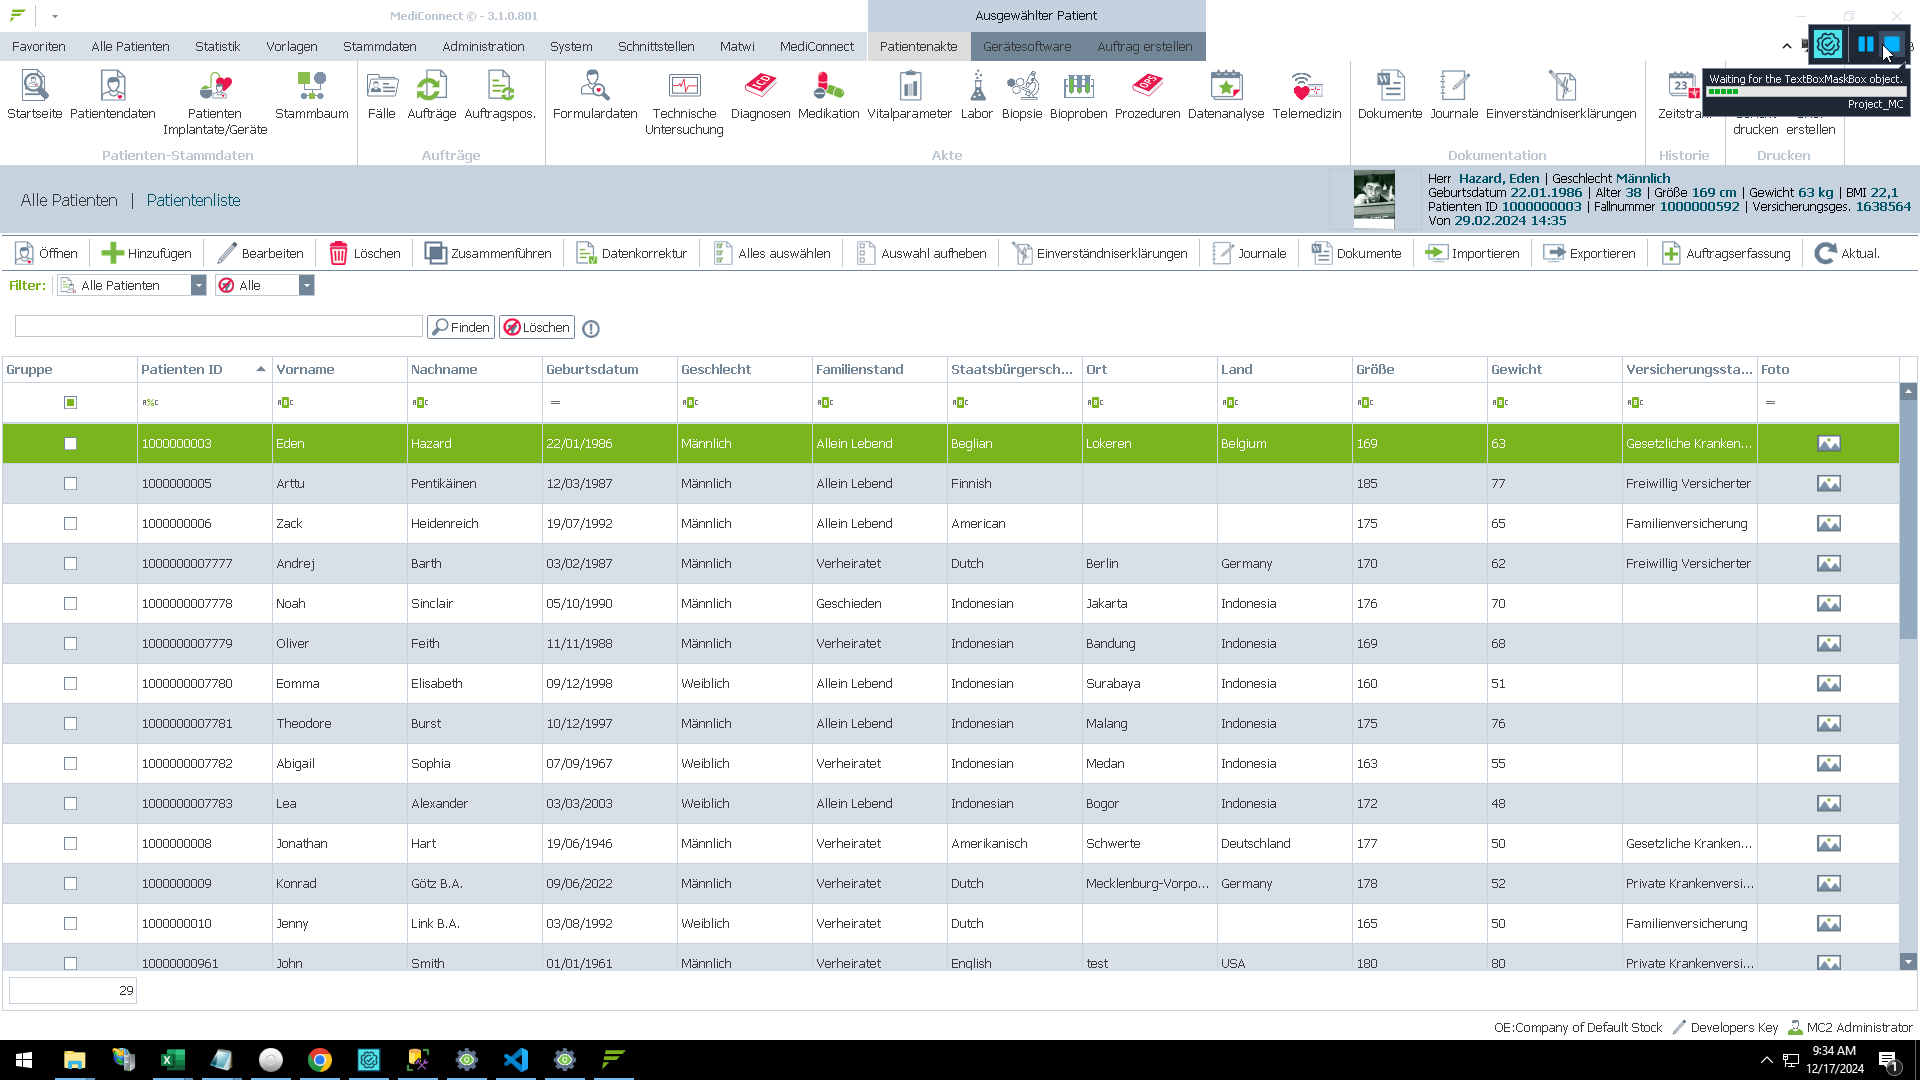 MediConnect © - 3.1.0.801
Ausgewählter Patient
Favoriten Alle Patienten Statistik Vorlagen Stammdaten Administration System Schnittstellen Matwi MediConnect Patientenakte Gerätesoftware Auftrag erstellen
Waiting for the TextBoxMaskBox object.
Project_MC
Startseite Patientendaten Patienten Implantate/Geräte Stammbaum Fälle Aufträge Auftragspos. Formulardaten Technische Untersuchung Diagnosen Medikation Vitalparameter Labor Biopsie Bioproben Prozeduren Datenanalyse Telemedizin Dokumente Journale Einverständniserklärungen drucken erstellen
Patienten-Stammdaten Aufträge Akte Dokumentation Historie Drucken
Alle Patienten | Patientenliste
Herr Hazard, Eden | Geschlecht Männlich
Geburtsdatum 22.01.1986 | Alter 38 | Größe 169 cm | Gewicht 63 kg | BMI 22,1
Patienten ID 1000000003 | Fallnummer 1000000592 | Versicherungsges. 1638564
Von 29.02.2024 14:35
Öffnen Hinzufügen Bearbeiten Löschen Zusammenführen Datenkorrektur Alles auswählen Auswahl aufheben Einverständniserklärungen Journale Dokumente Importieren Exportieren Auftragserfassung Aktual.
Filter: Alle Patienten Alle
Finden Löschen
Gruppe Patienten ID Vorname Nachname Geburtsdatum Geschlecht Familienstand Staatsbürgersch... Ort Land Größe Gewicht Versicherungssta... Foto
1000000003 Eden Hazard 22/01/1986 Männlich Allein Lebend Beglian Lokeren Belgium 169 63 Gesetzliche Kranken...
1000000005 Arttu Pentikäinen 12/03/1987 Männlich Allein Lebend Finnish 185 77 Freiwillig Versicherter
1000000006 Zack Heidenreich 19/07/1992 Männlich Allein Lebend American 175 65 Familienversicherung
1000000007777 Andrej Barth 03/02/1987 Männlich Verheiratet Dutch Berlin Germany 170 62 Freiwillig Versicherter
1000000007778 Noah Sinclair 05/10/1990 Männlich Geschieden Indonesian Jakarta Indonesia 176 70
1000000007779 Oliver Feith 11/11/1988 Männlich Verheiratet Indonesian Bandung Indonesia 169 68
1000000007780 Eomma Elisabeth 09/12/1998 Weiblich Allein Lebend Indonesian Surabaya Indonesia 160 51
1000000007781 Theodore Burst 10/12/1997 Männlich Allein Lebend Indonesian Malang Indonesia 175 76
1000000007782 Abigail Sophia 07/09/1967 Weiblich Verheiratet Indonesian Medan Indonesia 163 55
1000000007783 Lea Alexander 03/03/2003 Weiblich Allein Lebend Indonesian Bogor Indonesia 172 48
1000000008 Jonathan Hart 19/06/1946 Männlich Verheiratet Amerikanisch Schwerte Deutschland 177 50 Gesetzliche Kranken...
1000000009 Konrad Götz B.A. 09/06/2022 Männlich Verheiratet Dutch Mecklenburg-Vorpo... Germany 178 52 Private Krankenversi...
1000000010 Jenny Link B.A. 03/08/1992 Weiblich Verheiratet Dutch 165 50 Familienversicherung
10000000961 John Smith 01/01/1961 Männlich Verheiratet English test USA 180 80 Private Krankenversi...
29
OE:Company of Default Stock Developers Key MC2 Administrator
9:34 AM
12/17/2024
1